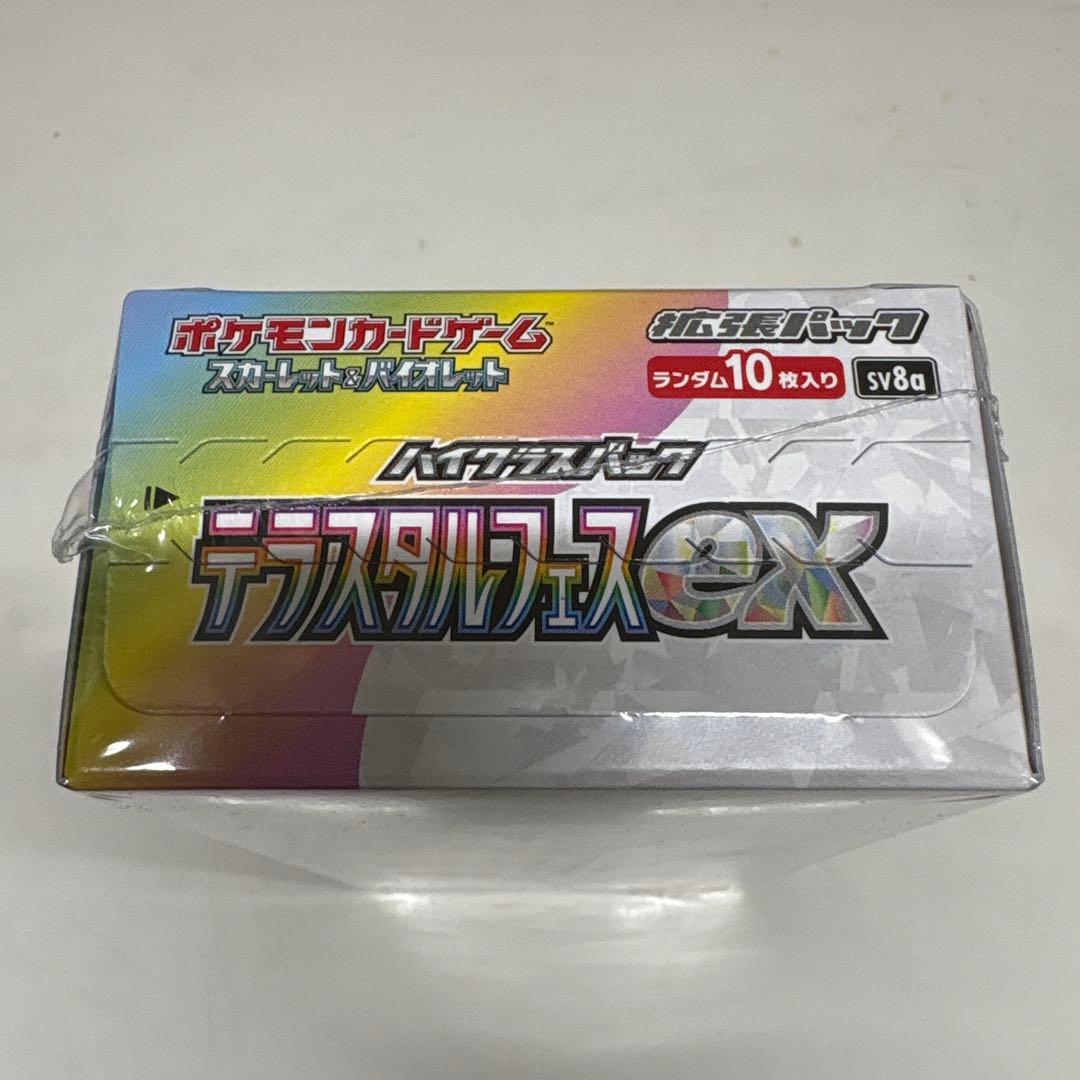 ポケモンカードゲーム™
スカーレット&バイオレット
拡張パック
ランダム10枚入り SV8a
ハイクラスパック
テラスタルフェスex